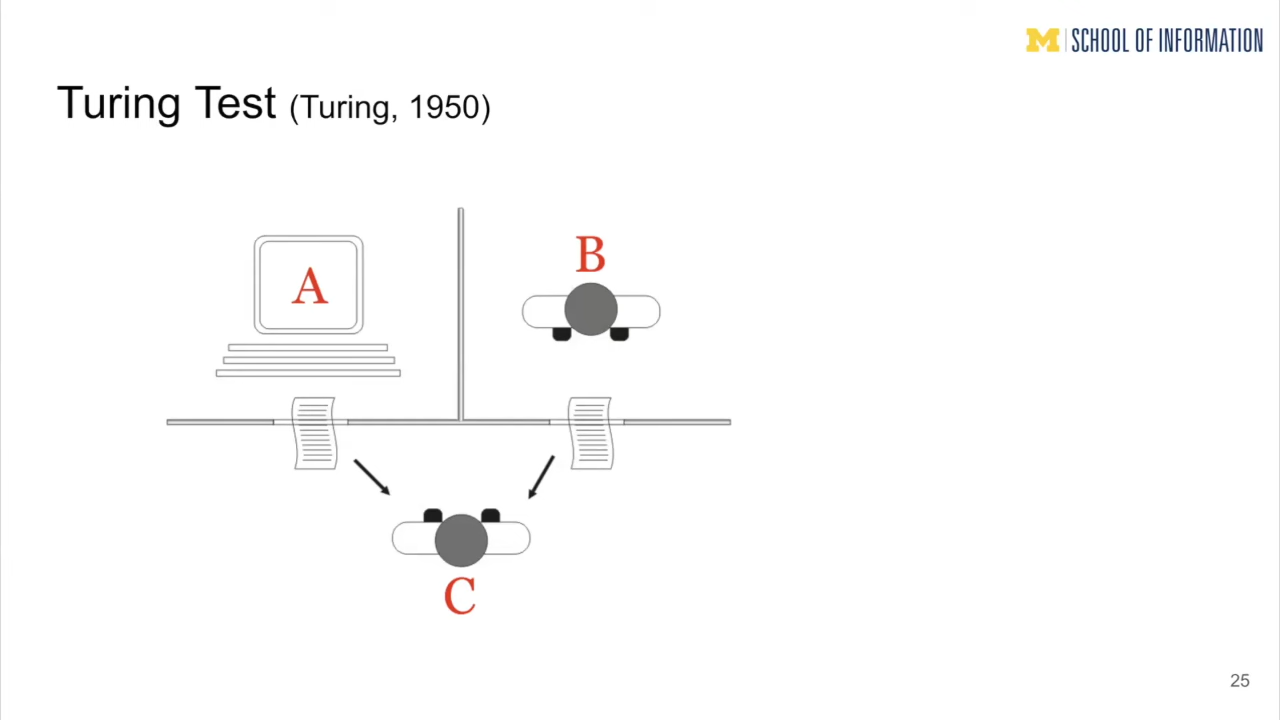 M SCHOOL OF INFORMATION
Turing Test (Turing, 1950)
A
B
C
25